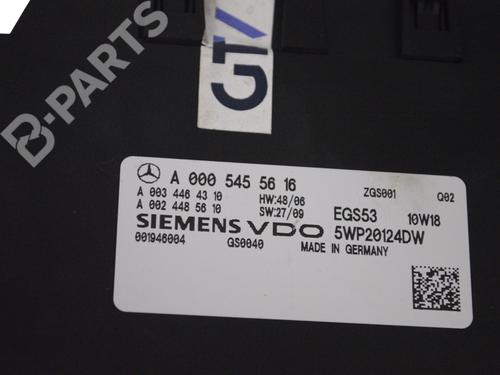 B-PARTS
GT/
A 000 545 56 16
ZGS001
Q02
A 003 446 43 10
HW:48/06
A 002 448 56 10
SW:27/09
EGS53
10W18
SIEMENS VDO
5WP20124DW
001946004
GS0040
MADE IN GERMANY